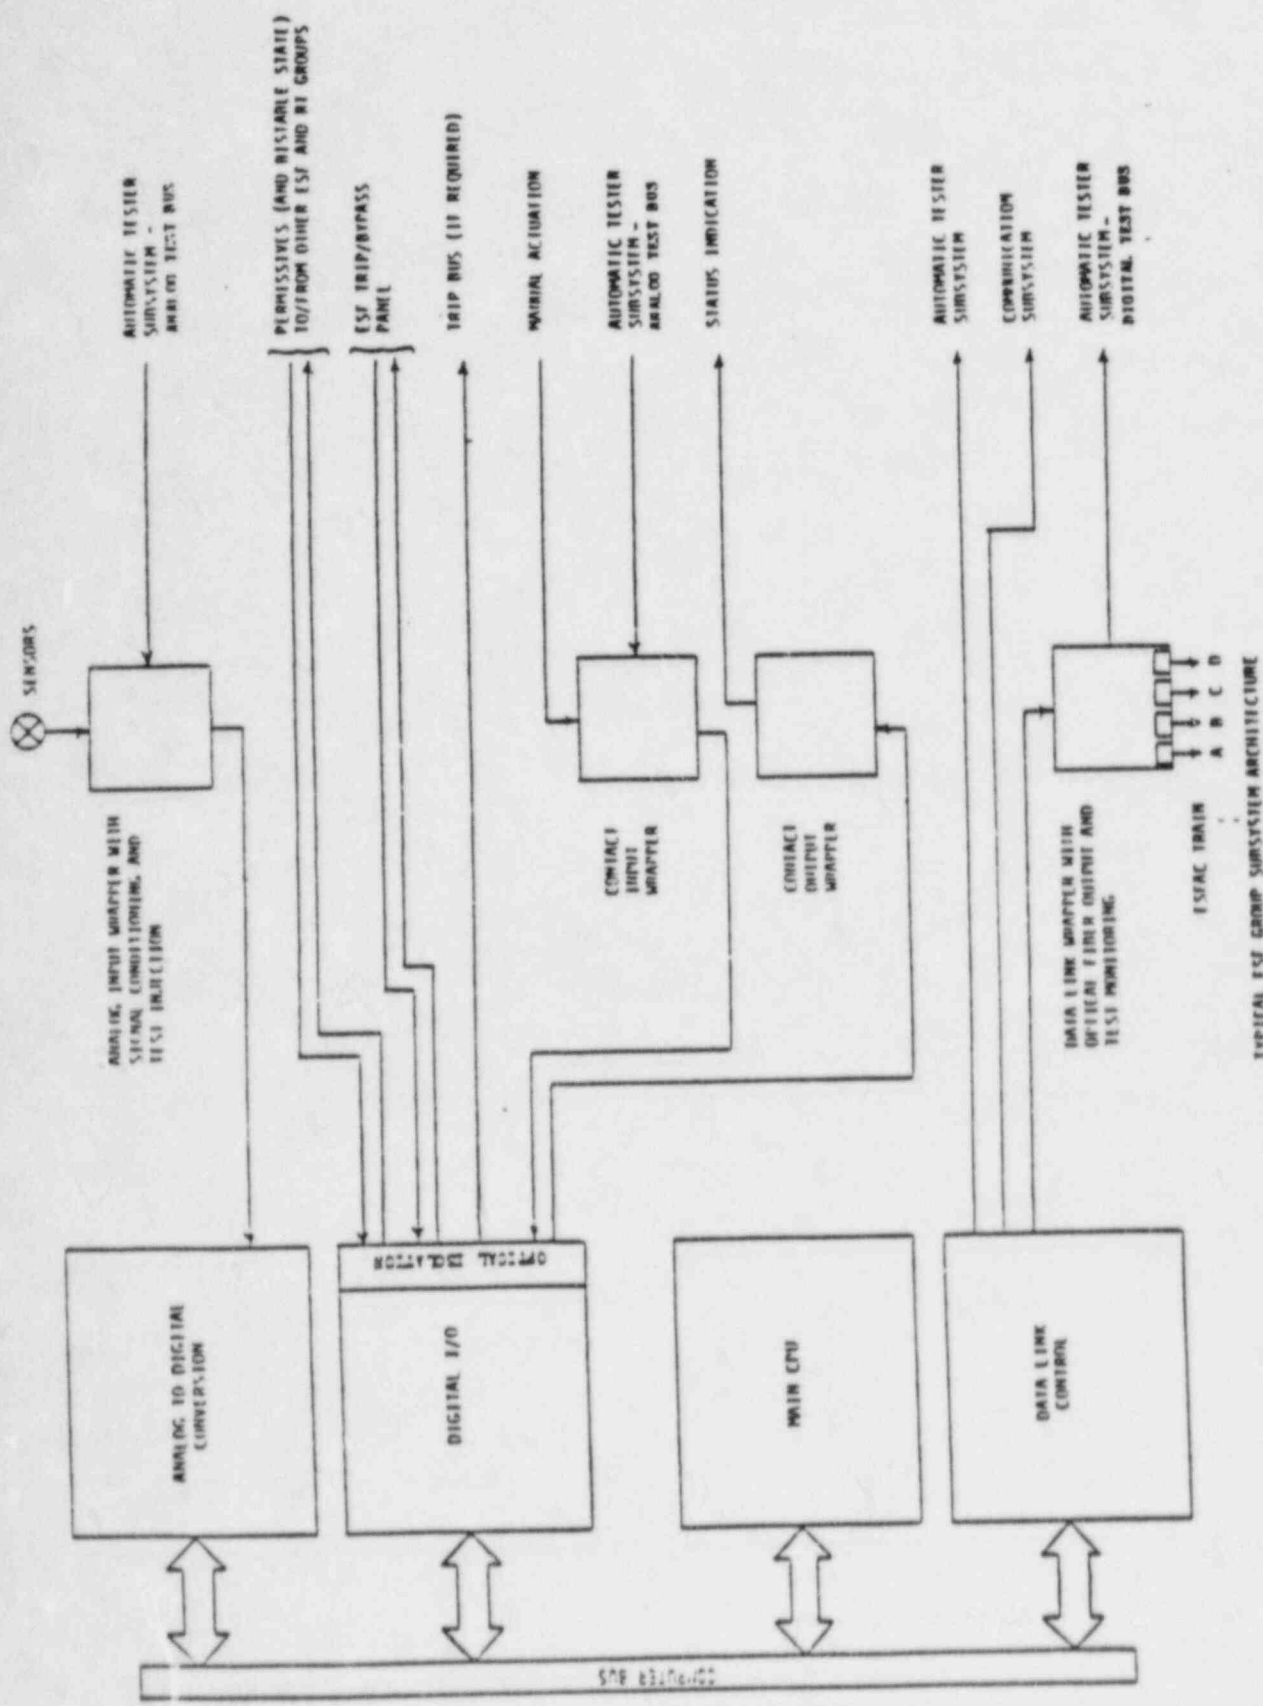 SENSORS
AUTOMATIC TESTER
SUBSYSTEM -
ANALOG TEST BUS
ANALOG INPUT WRAPPER WITH
SIGNAL CONDITIONING AND
TEST INJECTION
ANALOG TO DIGITAL
CONVERSION
PERMISSIVES (AND BISTABLE STATE)
TO/FROM OTHER ESF AND RT GROUPS
ESF TRIP/BYPASS
PANEL
TRIP BUS (IF REQUIRED)
OPTICAL ISOLATION
DIGITAL I/O
MANUAL ACTUATION
AUTOMATIC TESTER
SUBSYSTEM -
ANALOG TEST BUS
STATUS INDICATION
CONTACT
INPUT
WRAPPER
CONTACT
OUTPUT
WRAPPER
MAIN CPU
AUTOMATIC TESTER
SUBSYSTEM
COMMUNICATION
SUBSYSTEM
AUTOMATIC TESTER
SUBSYSTEM-
DIGITAL TEST BUS
DATA LINK WRAPPER WITH
OPTICAL FIBER OUTPUT AND
TEST MONITORING
DATA LINK
CONTROL
A B C D
ESFAC TRAIN
COMPUTER BUS
TYPICAL ESF GROUP SUBSYSTEM ARCHITECTURE